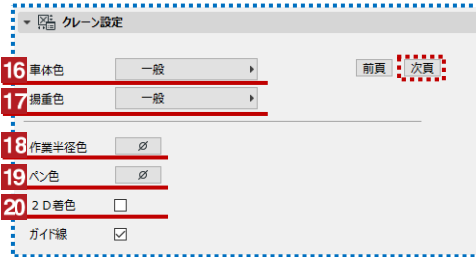 クレーン設定
16 車体色 一般 前頁 次頁
17 揚重色 一般
18 作業半径色 Ø
19 ペン色 Ø
20 2D着色
ガイド線